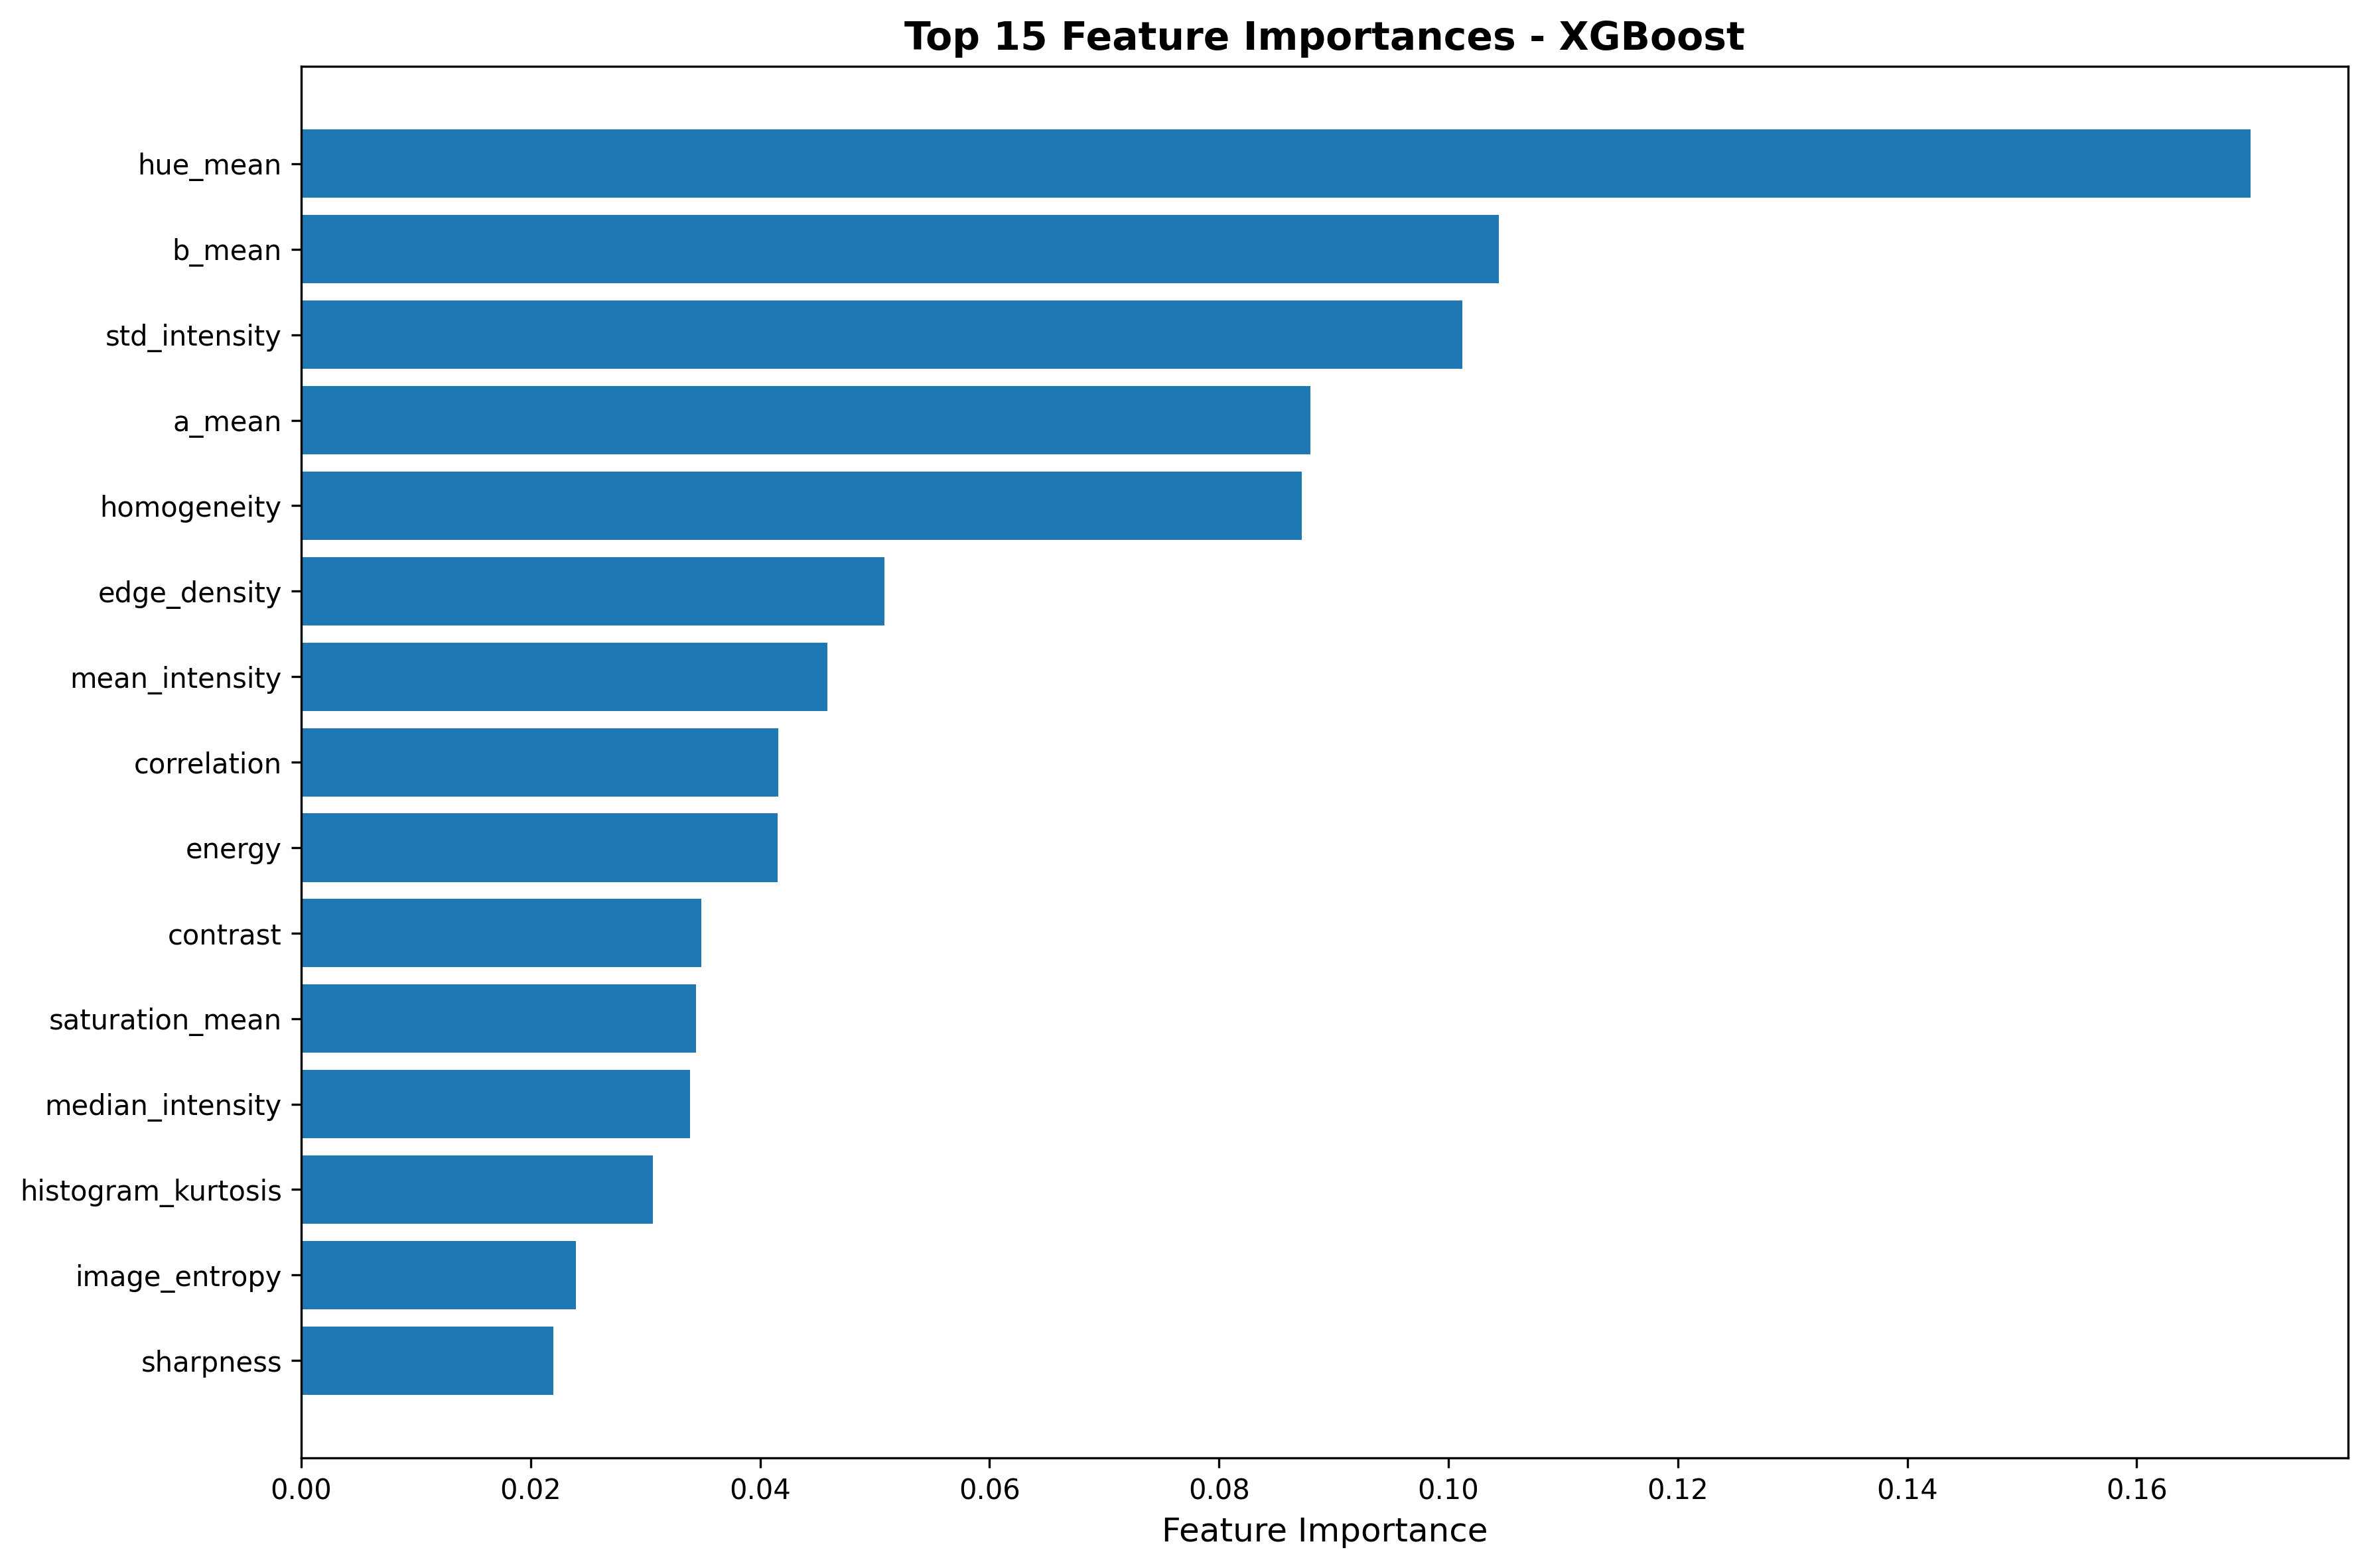 Top 15 Feature Importances - XGBoost
hue_mean
b_mean
std_intensity
a_mean
homogeneity
edge_density
mean_intensity
correlation
energy
contrast
saturation_mean
median_intensity
histogram_kurtosis
image_entropy
sharpness
0.00 0.02 0.04 0.06 0.08 0.10 0.12 0.14 0.16
Feature Importance